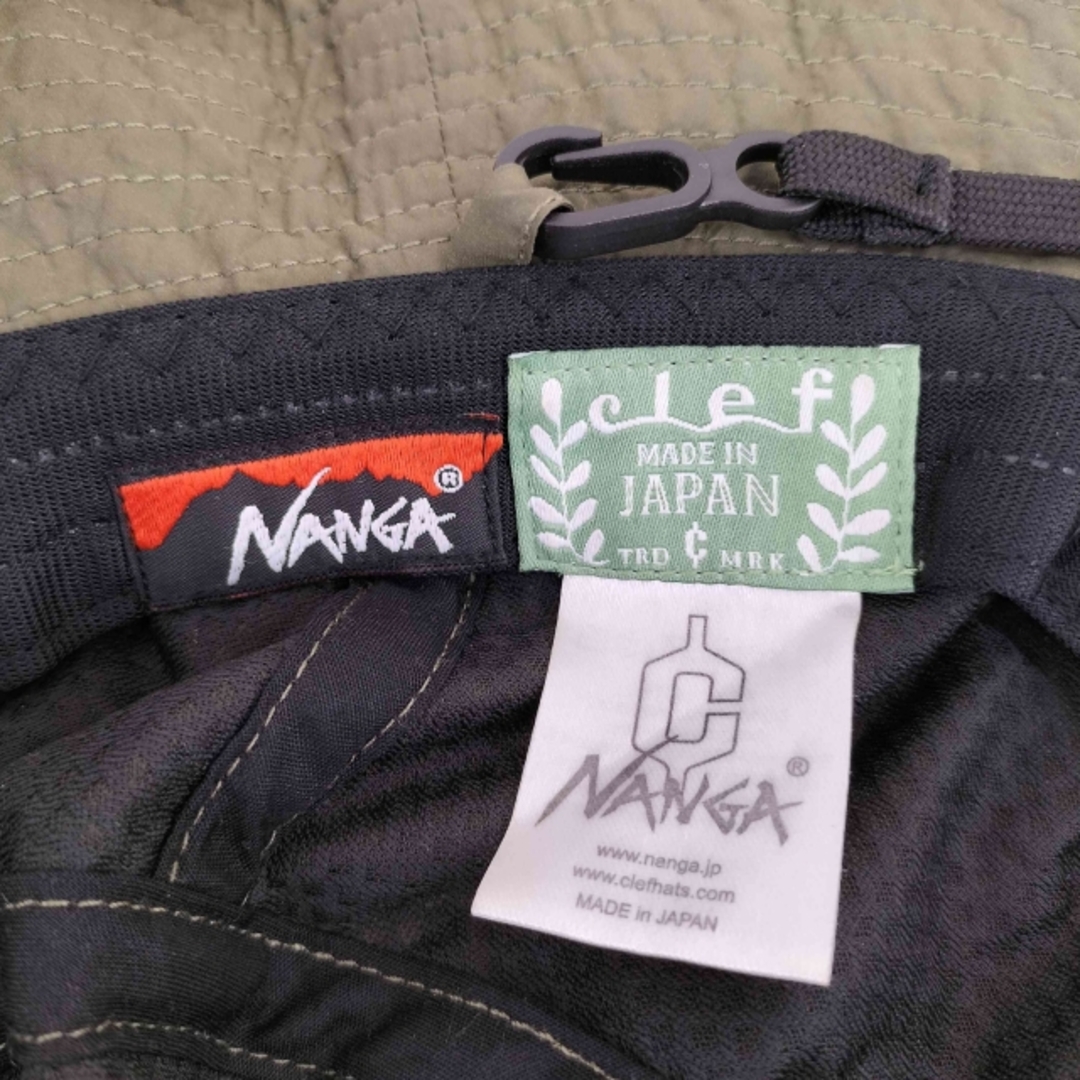 NANGA®
clef
MADE IN
JAPAN
TRD ₵ MRK
C
NANGA®
www.nanga.jp
www.clefhats.com
MADE in JAPAN